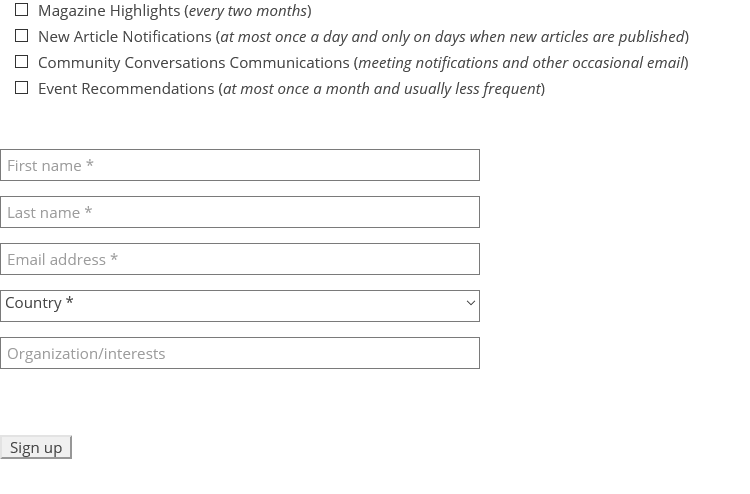 Magazine Highlights (every two months)
New Article Notifications (at most once a day and only on days when new articles are published)
Community Conversations Communications (meeting notifications and other occasional email)
Event Recommendations (at most once a month and usually less frequent)
First name *
Last name *
Email address *
Country *
Organization/interests
Sign up